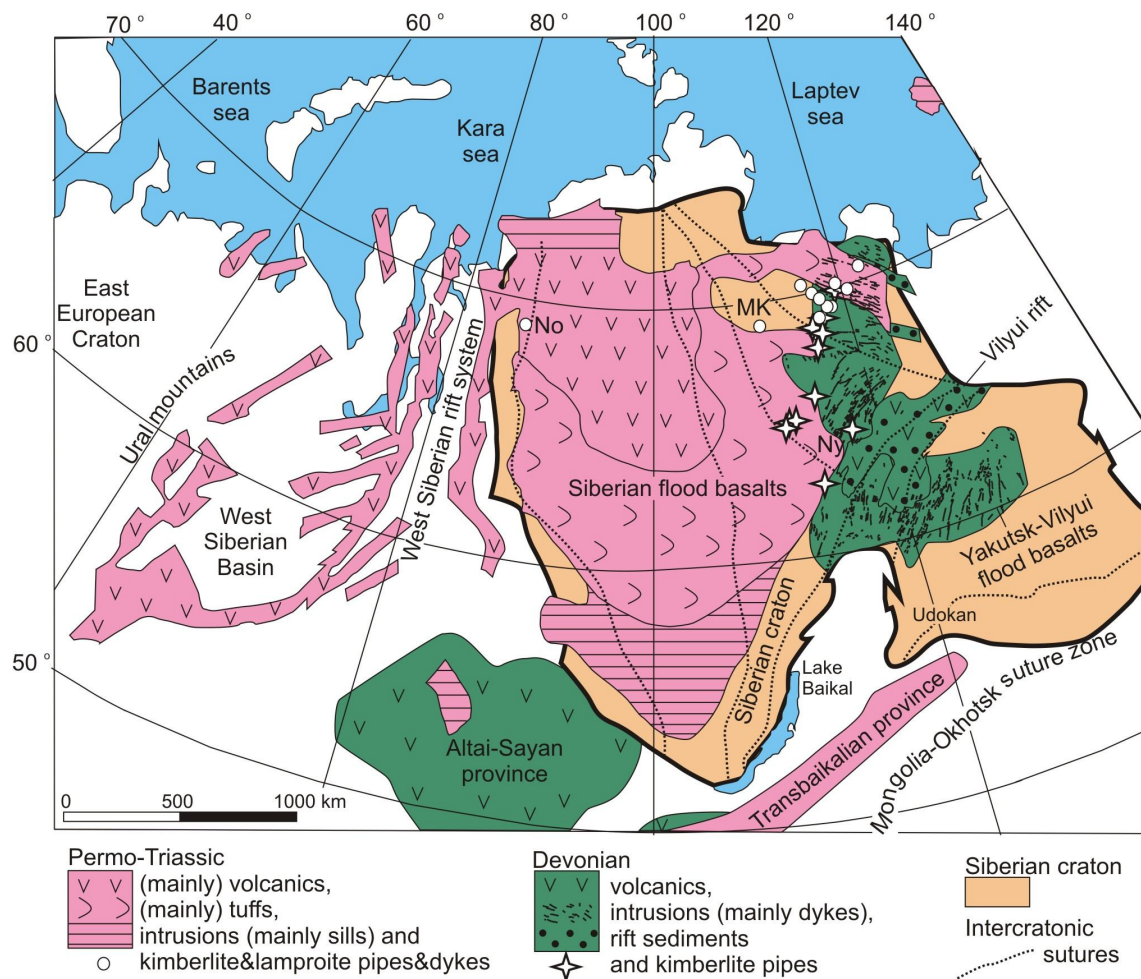 70 °
40 °
60 °
80 °
100 °
120 °
140 °
Barents
sea
Kara
sea
Laptev
sea
East
European
Craton
MK
No
60 °
Ural mountains
West Siberian rift system
Vilyui rift
Ny
Siberian flood basalts
West
Siberian
Basin
Yakutsk-Vilyui
flood basalts
Udokan
Siberian craton
50 °
Lake
Baikal
Altai-Sayan
province
Transbaikalian province
Mongolia-Okhotsk suture zone
0 500 1000 km
Permo-Triassic
(mainly) volcanics,
(mainly) tuffs,
intrusions (mainly sills) and
kimberlite&lamproite pipes&dykes
Devonian
volcanics,
intrusions (mainly dykes),
rift sediments
and kimberlite pipes
Siberian craton
Intercratonic
sutures